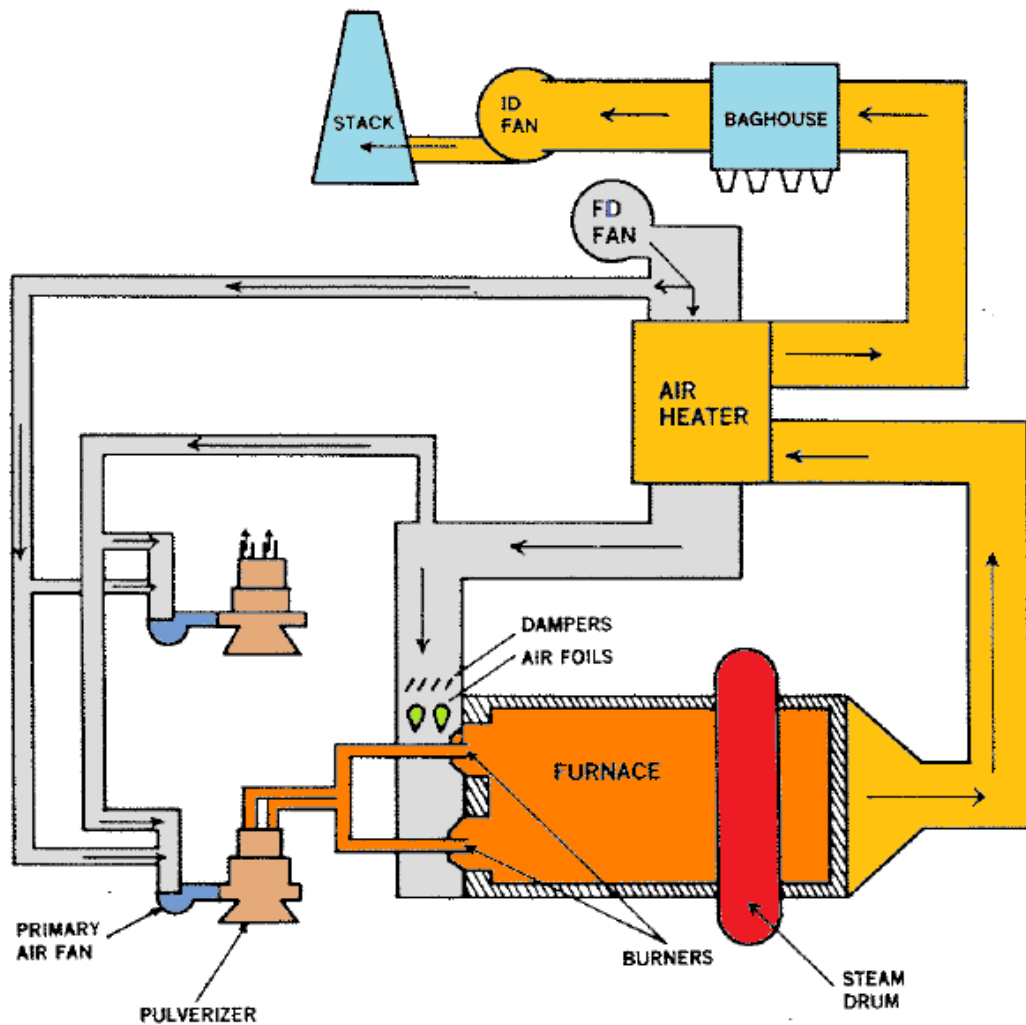 STACK
ID
FAN
BAGHOUSE
FD
FAN
AIR
HEATER
DAMPERS
AIR FOILS
FURNACE
PRIMARY
AIR FAN
BURNERS
STEAM
DRUM
PULVERIZER